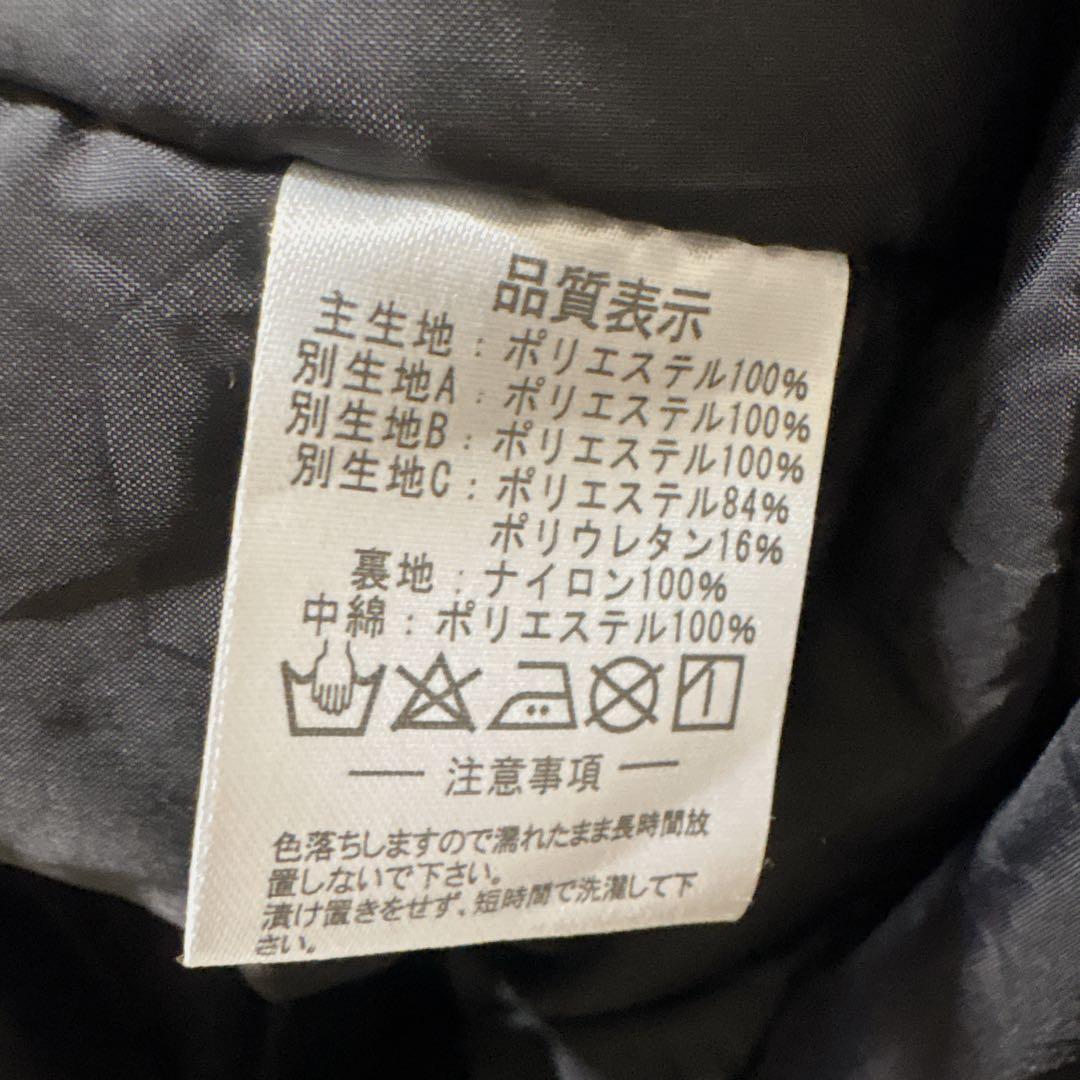 品質表示
主生地:ポリエステル100%
別生地A:ポリエステル100%
別生地B:ポリエステル100%
別生地C:ポリエステル84%
ポリウレタン16%
裏地:ナイロン100%
中綿:ポリエステル100%
注意事項
色落ちしますので濡れたまま長時間放
置しないで下さい。
漬け置きをせず、短時間で洗濯して下
さい。